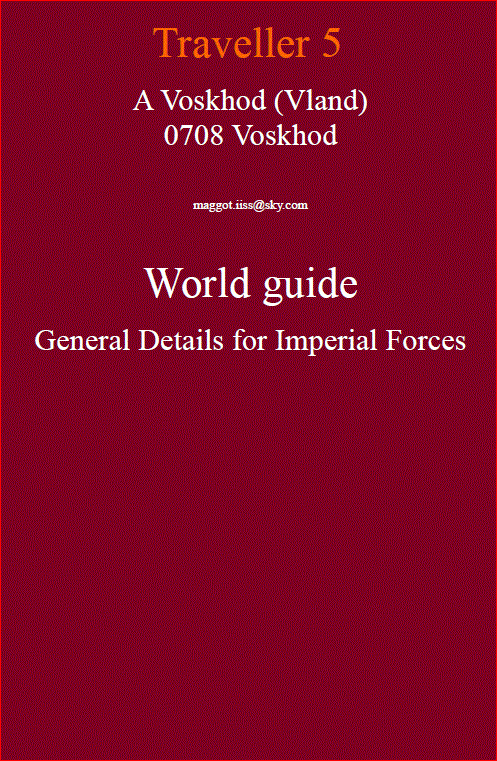 Traveller 5
A Voskhod (Vland)
0708 Voskhod
maggot.iiss@sky.com
World guide
General Details for Imperial Forces